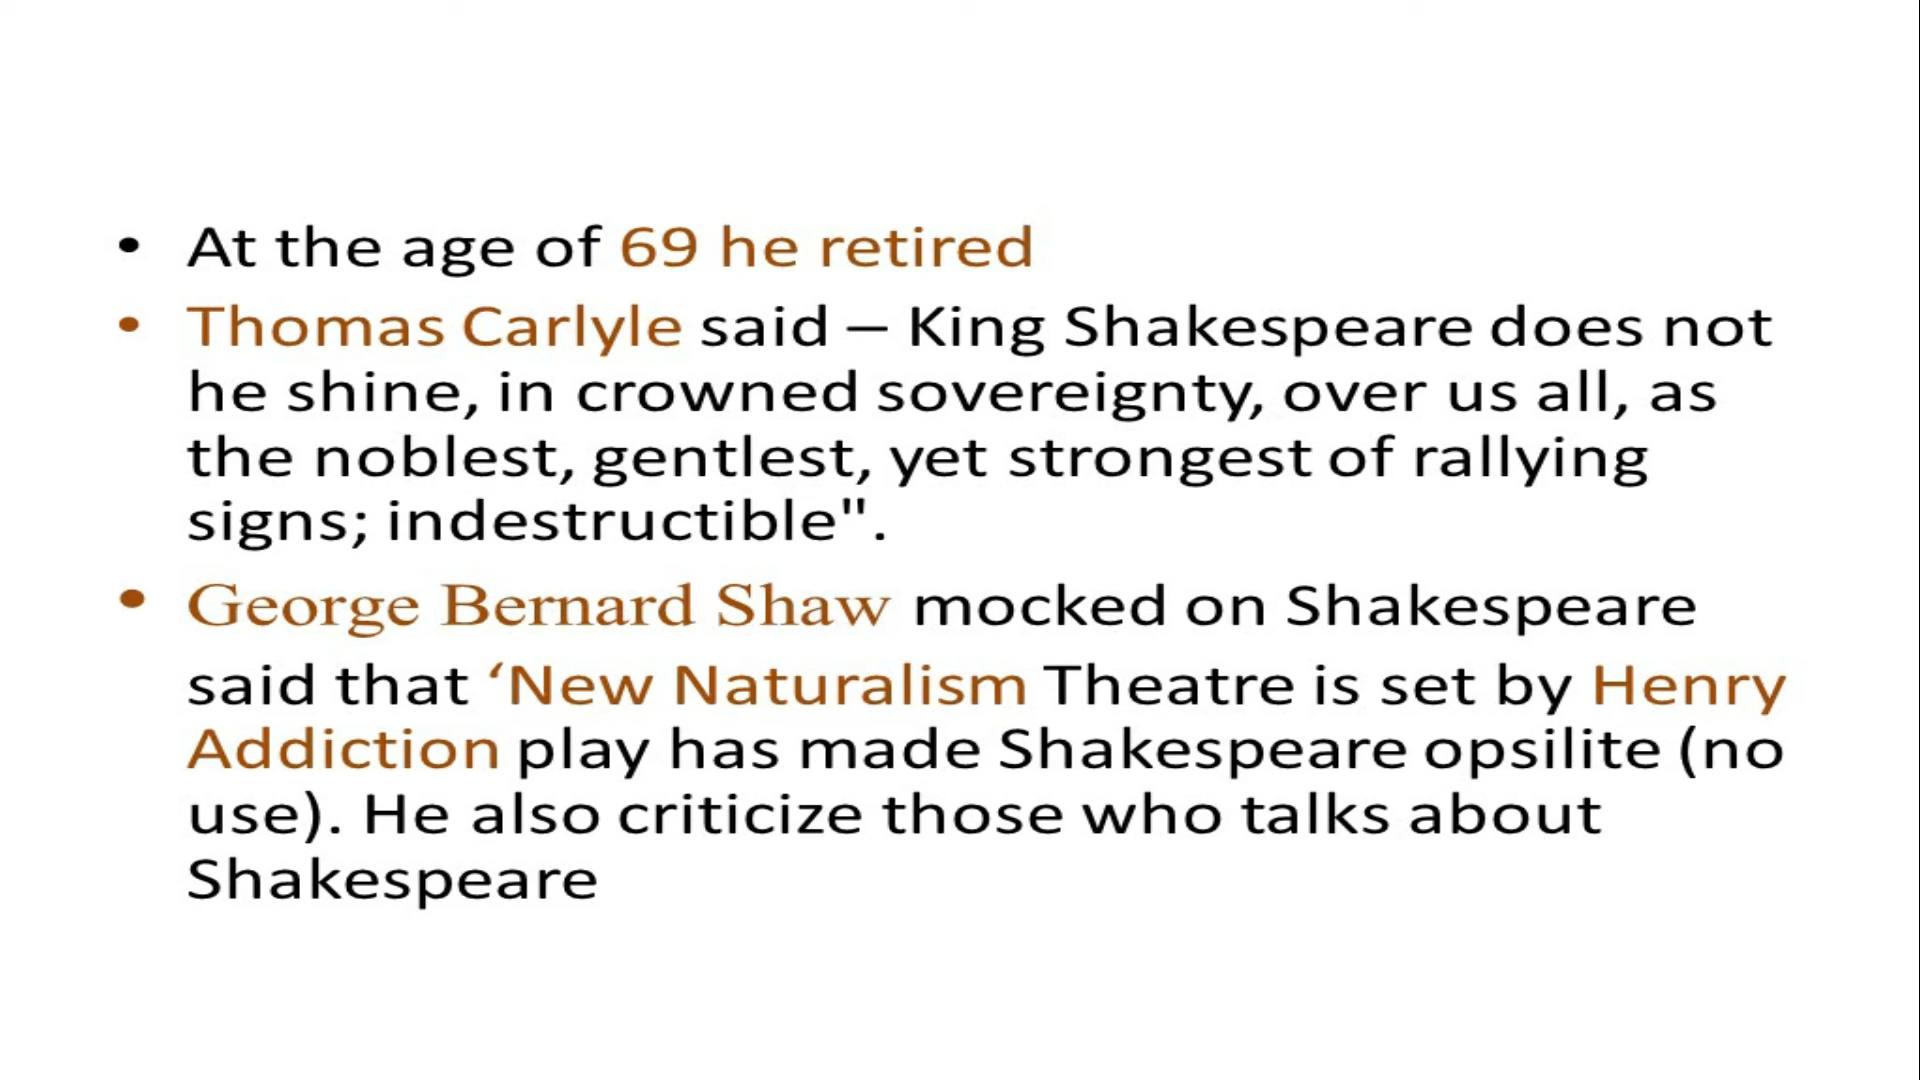 • At the age of 69 he retired
• Thomas Carlyle said – King Shakespeare does not
he shine, in crowned sovereignty, over us all, as
the noblest, gentlest, yet strongest of rallying
signs; indestructible".
• George Bernard Shaw mocked on Shakespeare
said that ‘New Naturalism Theatre is set by Henry
Addiction play has made Shakespeare opsilite (no
use). He also criticize those who talks about
Shakespeare